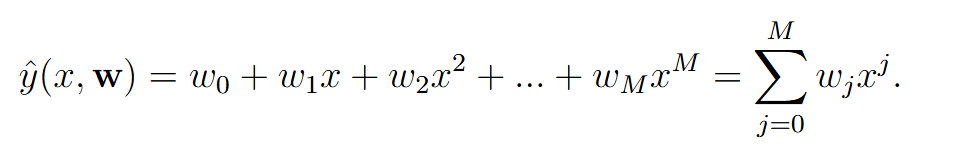 ŷ(x, w) = w₀ + w₁x + w₂x² + ... + w_M x^M = ∑_{j=0}^{M} w_j x^j.